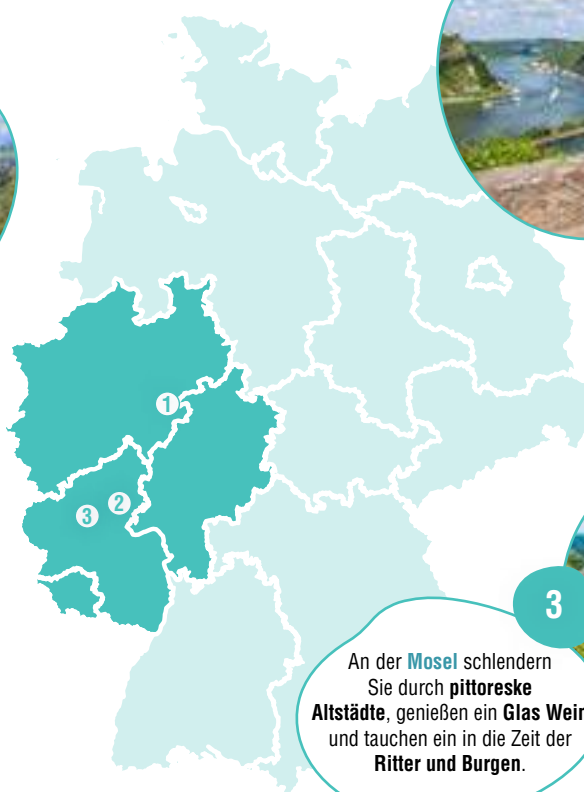 1
2
3
3
An der Mosel schlendern
Sie durch pittoreske
Altstädte, genießen ein Glas Wein
und tauchen ein in die Zeit der
Ritter und Burgen.